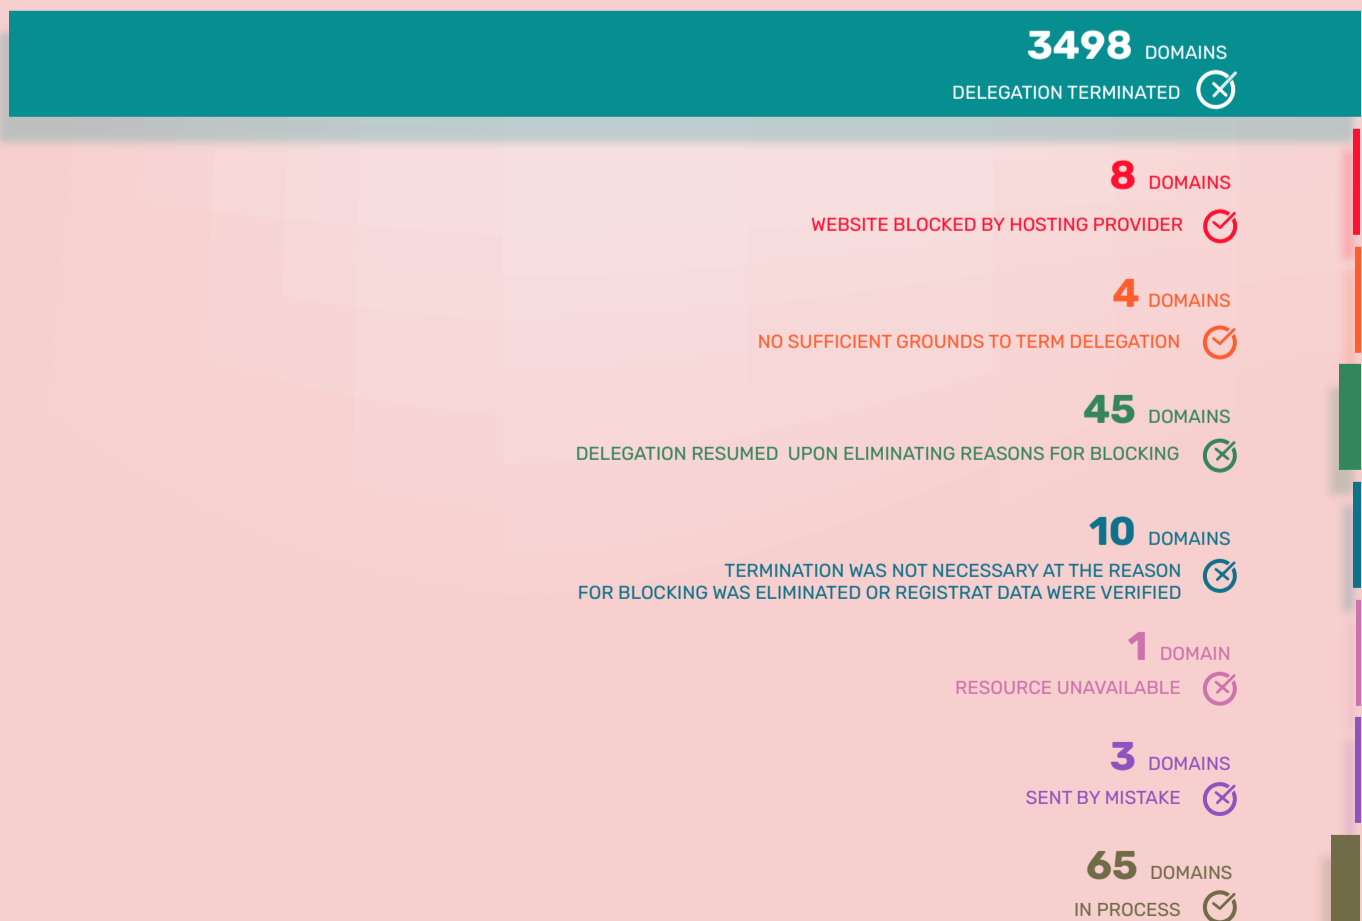 3498 DOMAINS
DELEGATION TERMINATED
8 DOMAINS
WEBSITE BLOCKED BY HOSTING PROVIDER
4 DOMAINS
NO SUFFICIENT GROUNDS TO TERM DELEGATION
45 DOMAINS
DELEGATION RESUMED  UPON ELIMINATING REASONS FOR BLOCKING
10 DOMAINS
TERMINATION WAS NOT NECESSARY AT THE REASON
FOR BLOCKING WAS ELIMINATED OR REGISTRAT DATA WERE VERIFIED
1 DOMAIN
RESOURCE UNAVAILABLE
3 DOMAINS
SENT BY MISTAKE
65 DOMAINS
IN PROCESS